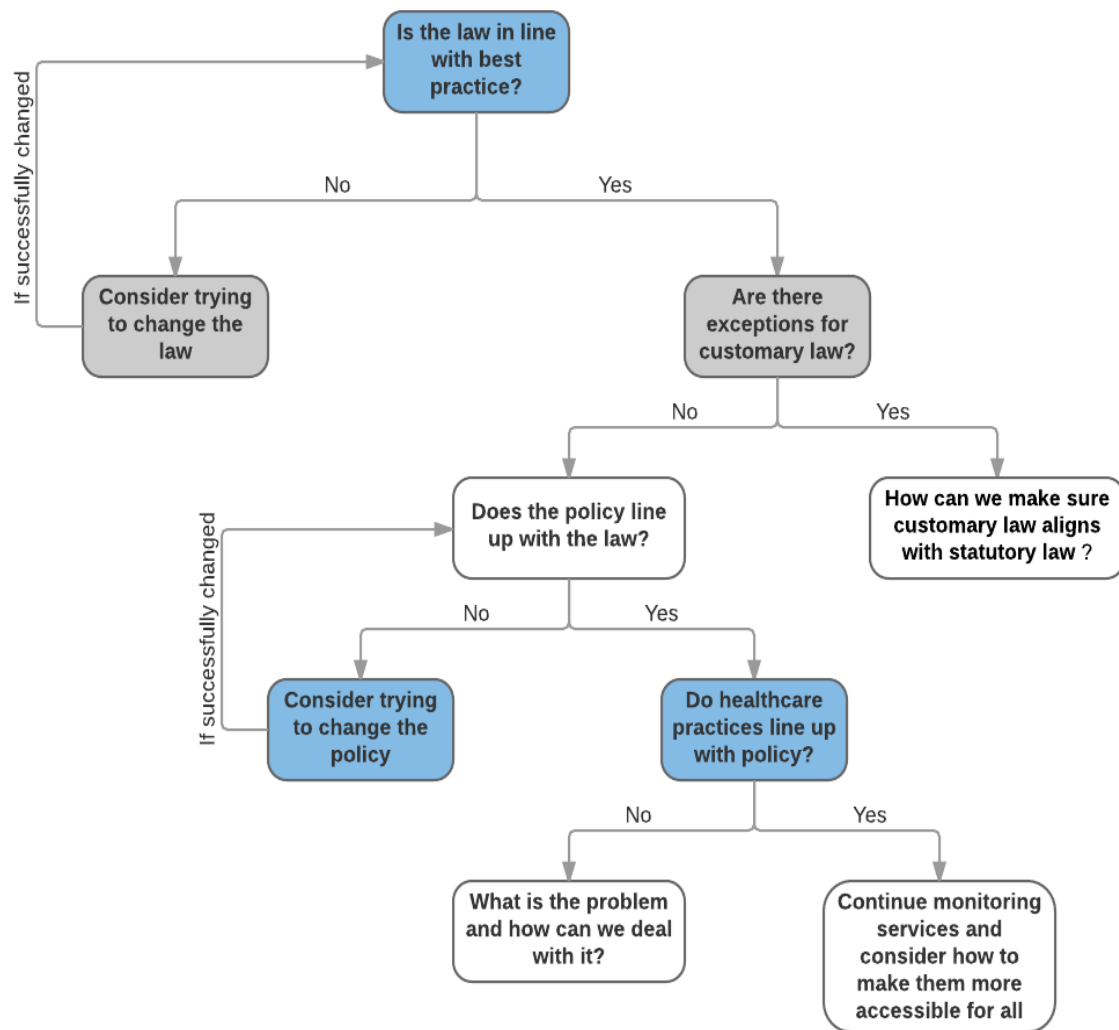 Is the law in line
with best
practice?
If successfully changed
No
Yes
Consider trying
to change the
law
Are there
exceptions for
customary law?
No
Yes
Does the policy line
up with the law?
How can we make sure
customary law aligns
with statutory law ?
If successfully changed
No
Yes
Consider trying
to change the
policy
Do healthcare
practices line up
with policy?
No
Yes
What is the problem
and how can we deal
with it?
Continue monitoring
services and
consider how to
make them more
accessible for all